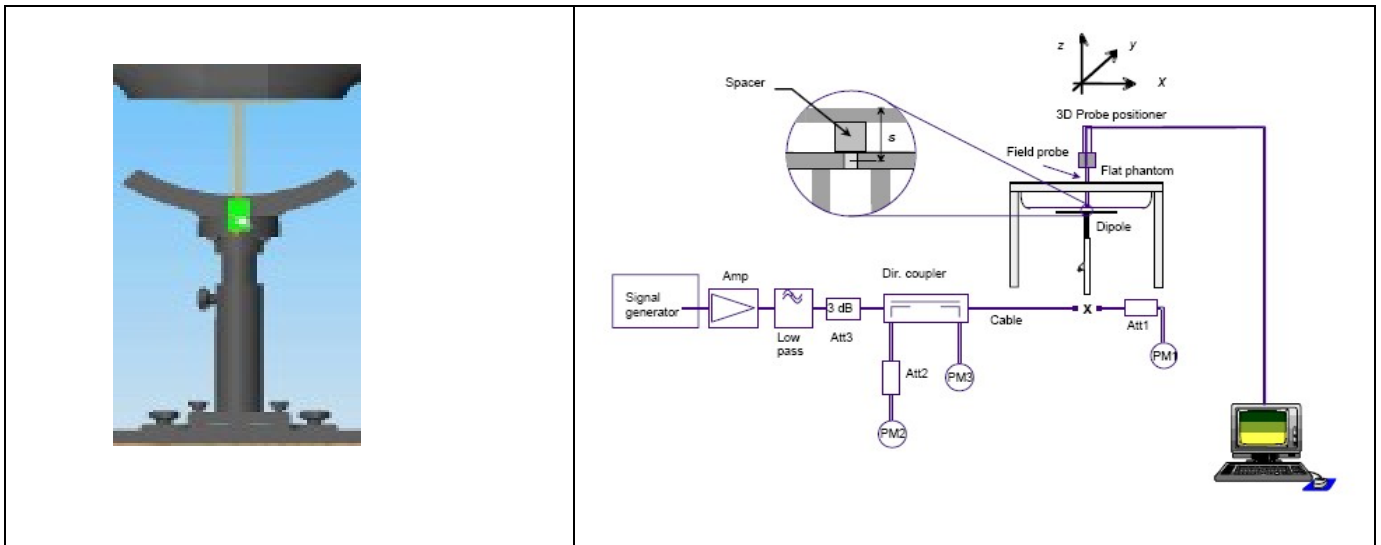 z
y
X
3D Probe positioner
Spacer
s
Field probe
Flat phantom
Dipole
Signal
generator
Amp
Low
pass
3 dB
Att3
Dir. coupler
Cable
X
Att1
PM1
Att2
PM3
PM2